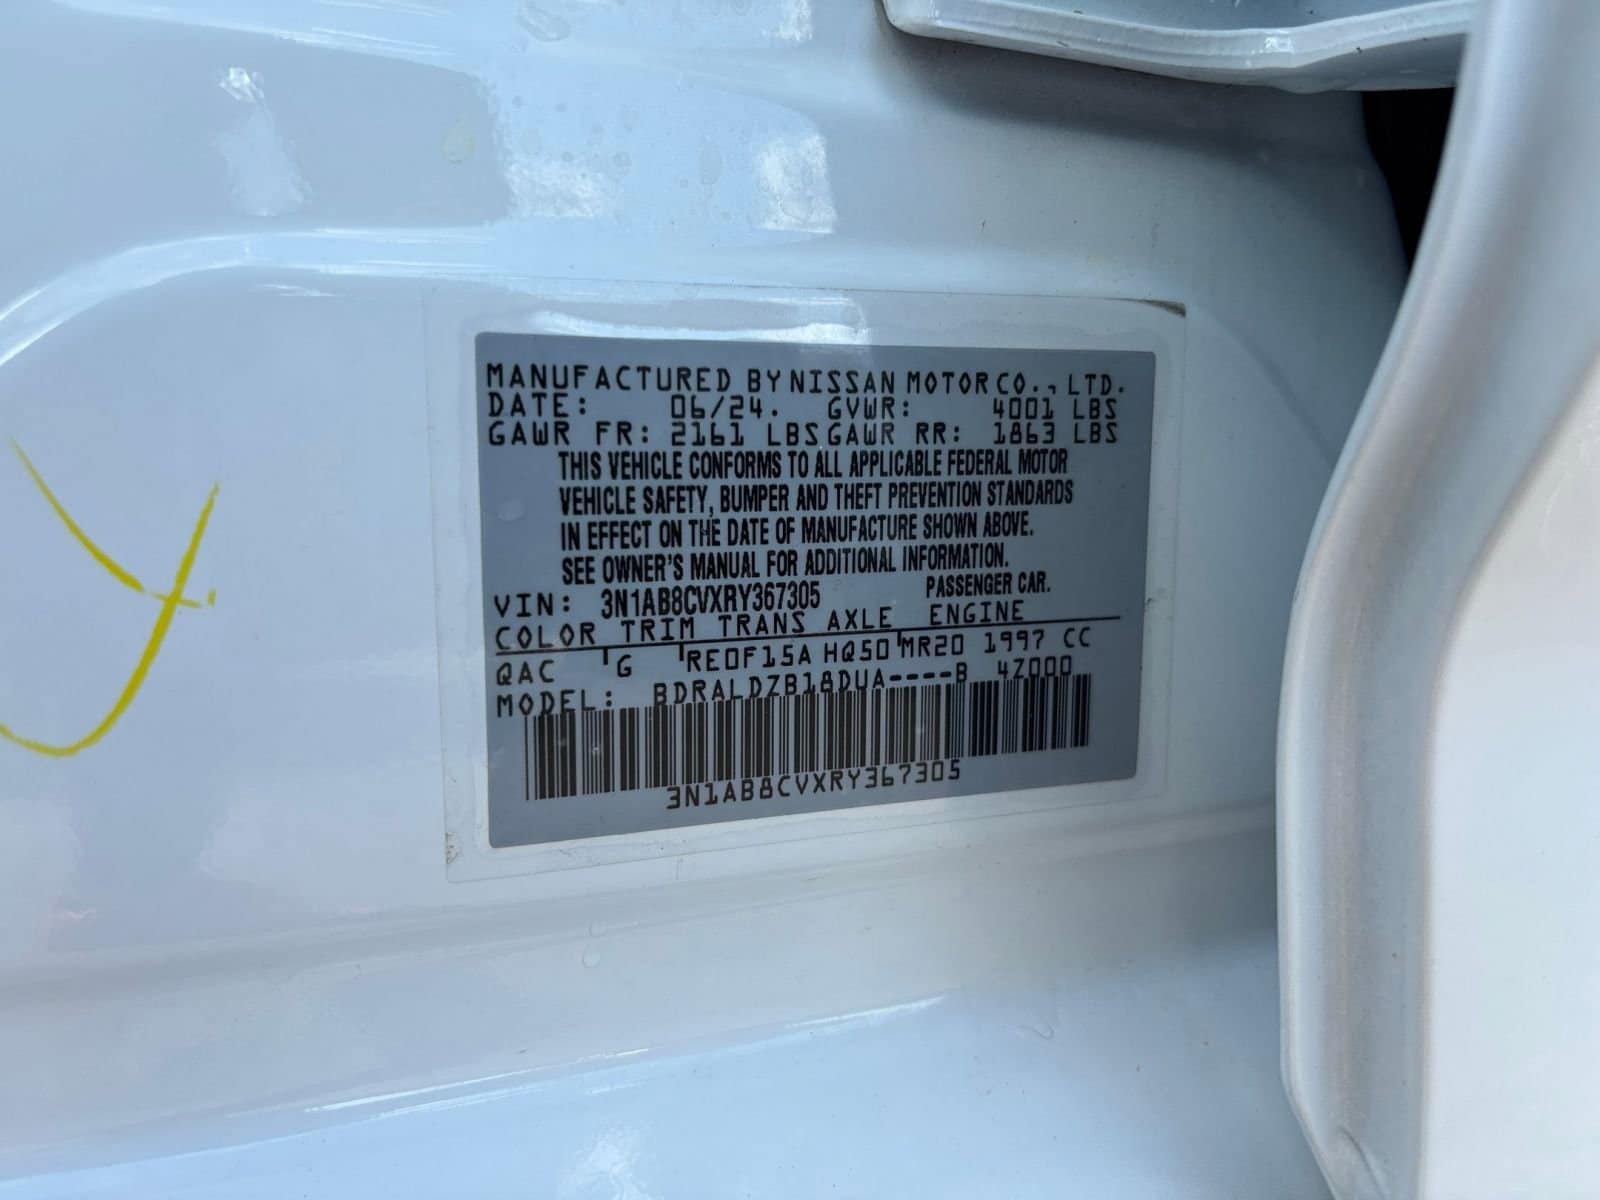 MANUFACTURED BY NISSAN MOTOR CO., LTD.
DATE: 06/24. GVWR: 4001 LBS
GAWR FR: 2161 LBS GAWR RR: 1863 LBS
THIS VEHICLE CONFORMS TO ALL APPLICABLE FEDERAL MOTOR
VEHICLE SAFETY, BUMPER AND THEFT PREVENTION STANDARDS
IN EFFECT ON THE DATE OF MANUFACTURE SHOWN ABOVE.
SEE OWNER'S MANUAL FOR ADDITIONAL INFORMATION.
VIN: 3N1AB8CVXRY367305 PASSENGER CAR.
COLOR TRIM TRANS AXLE ENGINE
QAC G RE0F15A HQ50 MR20 1997 CC
MODEL: BDRALDZB18DUA----B 4Z000
3N1AB8CVXRY367305